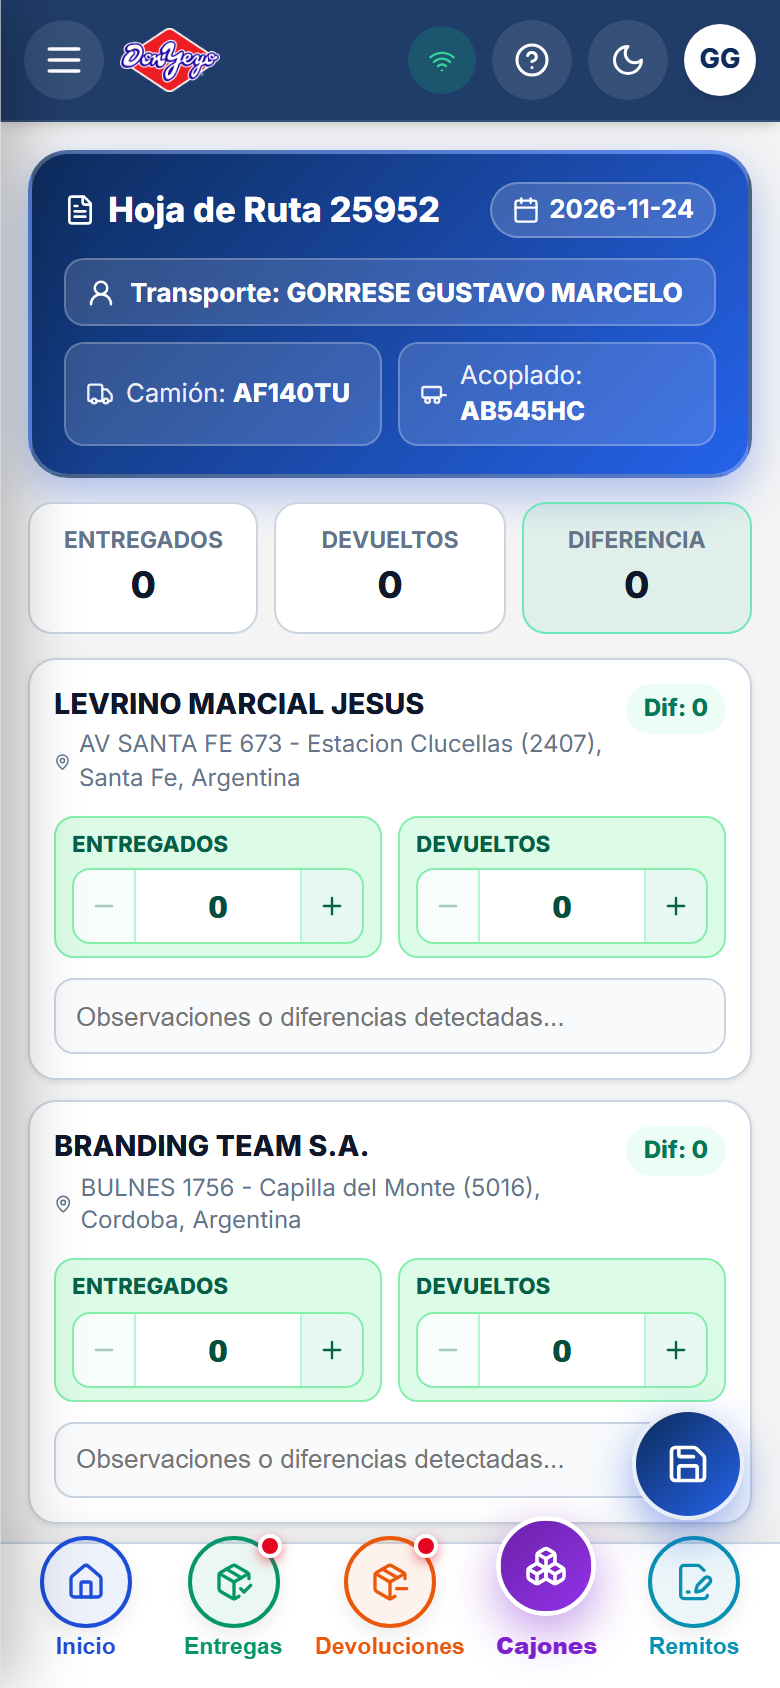 DonYeyo
GG
Hoja de Ruta 25952
2026-11-24
Transporte: GORRESE GUSTAVO MARCELO
Camión: AF140TU
Acoplado:
AB545HC
ENTREGADOS
DEVUELTOS
DIFERENCIA
0
0
0
LEVRINO MARCIAL JESUS
Dif: 0
AV SANTA FE 673 - Estacion Clucellas (2407),
Santa Fe, Argentina
ENTREGADOS
DEVUELTOS
0
0
Observaciones o diferencias detectadas...
BRANDING TEAM S.A.
Dif: 0
BULNES 1756 - Capilla del Monte (5016),
Cordoba, Argentina
ENTREGADOS
DEVUELTOS
0
0
Observaciones o diferencias detectadas...
Inicio
Entregas
Devoluciones
Cajones
Remitos